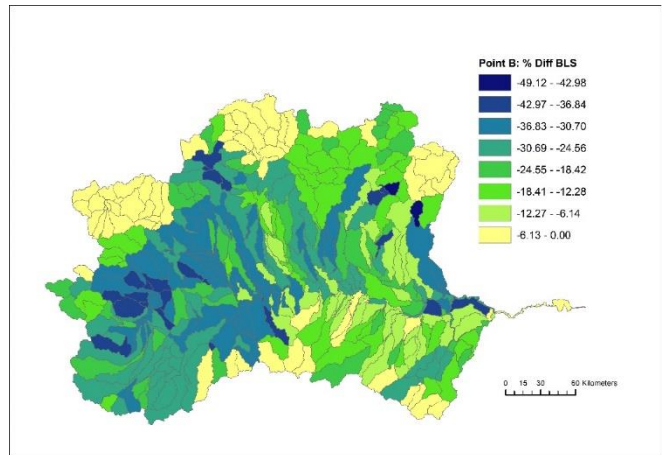 Point B: % Diff BLS
-49.12 - -42.98
-42.97 - -36.84
-36.83 - -30.70
-30.69 - -24.56
-24.55 - -18.42
-18.41 - -12.28
-12.27 - -6.14
-6.13 - 0.00
0 15 30 60 Kilometers